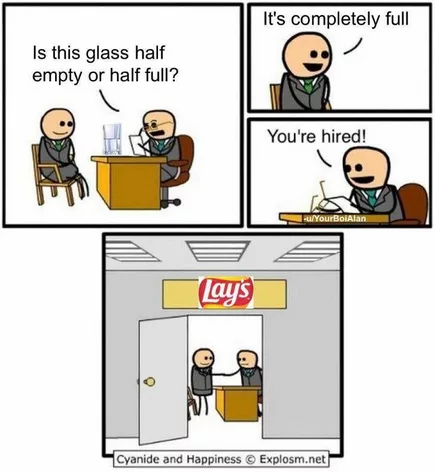 Is this glass half
empty or half full?
It's completely full
You're hired!
-u/YourBoiAlan
Lay's
Cyanide and Happiness © Explosm.net